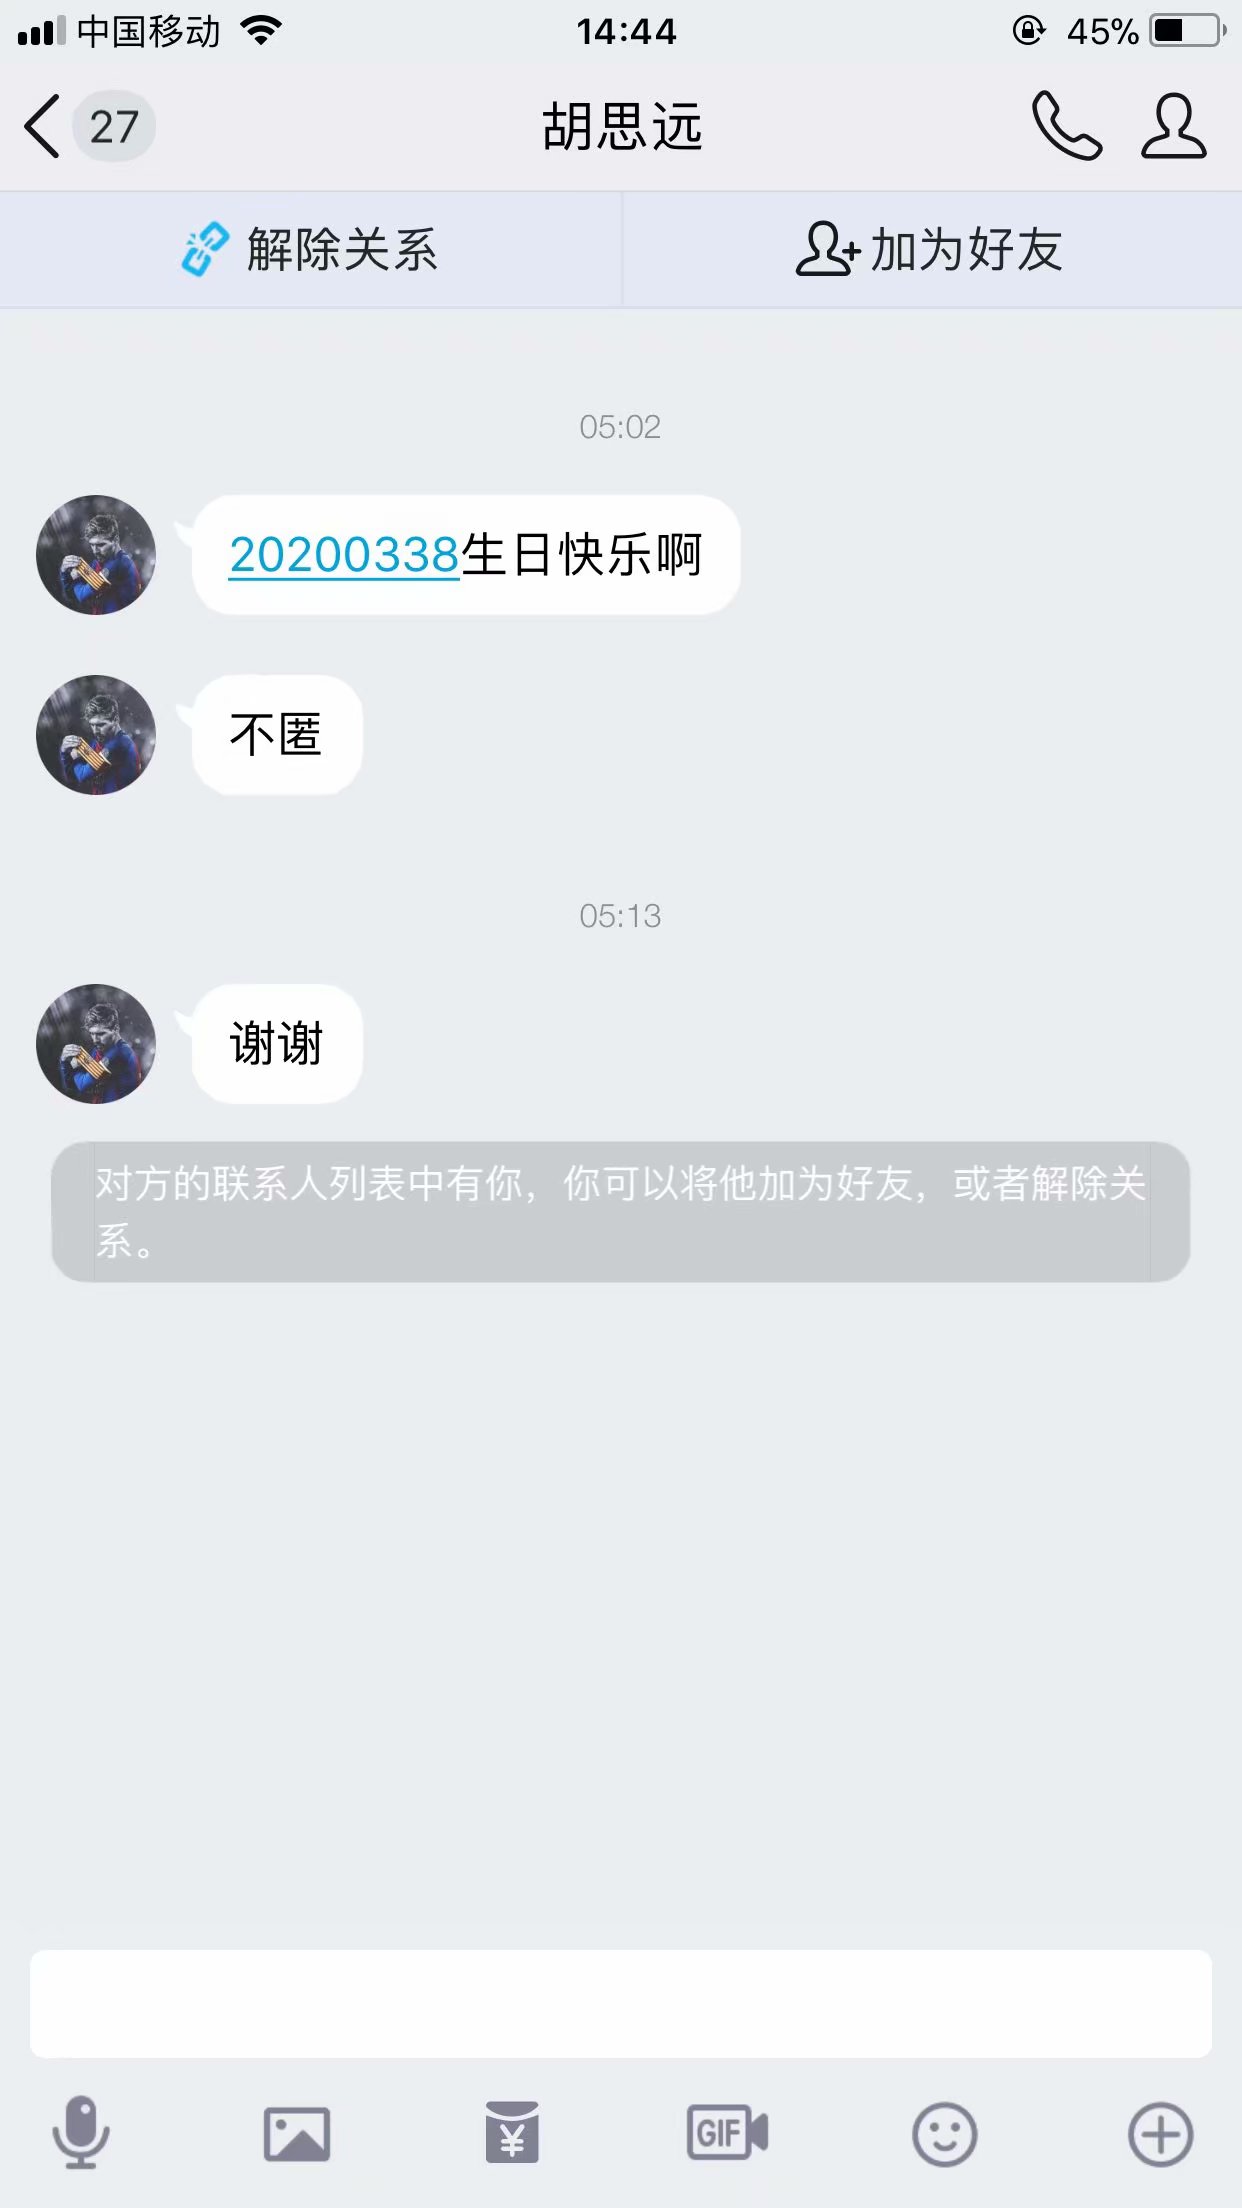 中国移动
14:44
45%
27
胡思远
解除关系
加为好友
05:02
20200338生日快乐啊
不匿
05:13
谢谢
对方的联系人列表中有你，你可以将他加为好友，或者解除关
系。
¥
GIF